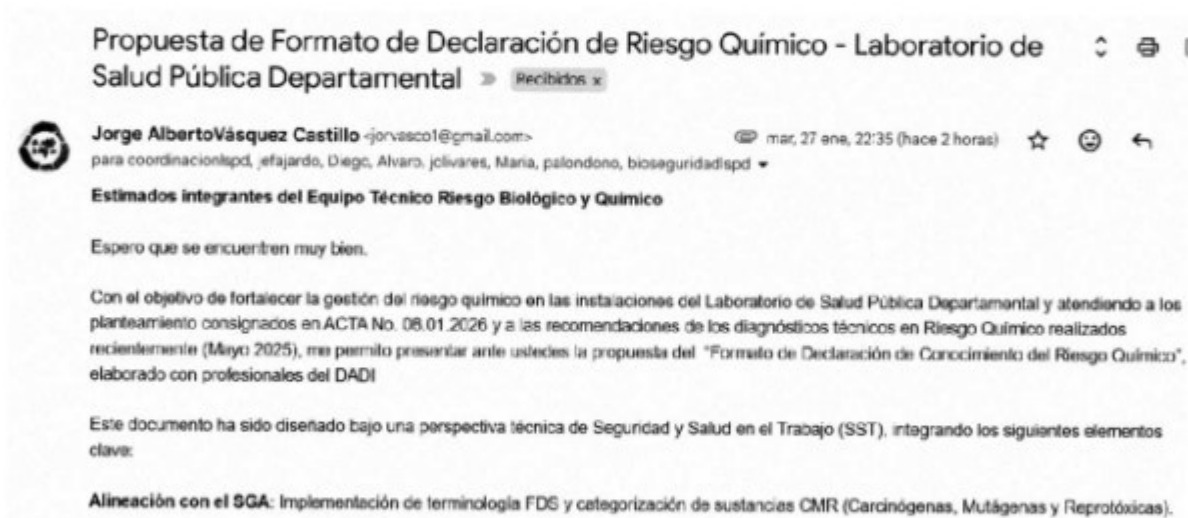 Propuesta de Formato de Declaración de Riesgo Químico - Laboratorio de
Salud Pública Departamental Recibidos x
Jorge AlbertoVásquez Castillo <jorvasco1@gmail.com> mar, 27 ene, 22:35 (hace 2 horas)
para coordinacionlspd, jefajardo, Diego, Alvaro, jclivares, Maria, palondono, bioseguridadlspd
Estimados integrantes del Equipo Técnico Riesgo Biológico y Químico
Espero que se encuentren muy bien.
Con el objetivo de fortalecer la gestión del riesgo químico en las instalaciones del Laboratorio de Salud Pública Departamental y atendiendo a los
planteamiento consignados en ACTA No. 08.01.2026 y a las recomendaciones de los diagnósticos técnicos en Riesgo Químico realizados
recientemente (Mayo 2025), me permito presentar ante ustedes la propuesta del "Formato de Declaración de Conocimiento del Riesgo Químico",
elaborado con profesionales del DADI
Este documento ha sido diseñado bajo una perspectiva técnica de Seguridad y Salud en el Trabajo (SST), integrando los siguientes elementos
clave:
Alineación con el SGA: Implementación de terminología FDS y categorización de sustancias CMR (Carcinógenas, Mutágenas y Reprotóxicas).